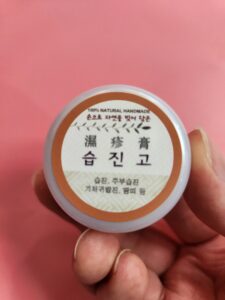 100% NATURAL HANDMADE
손으로 자연을 빚어 담은
濕疹膏
습진고
습진, 주부습진
기저귀발진, 땀띠 등